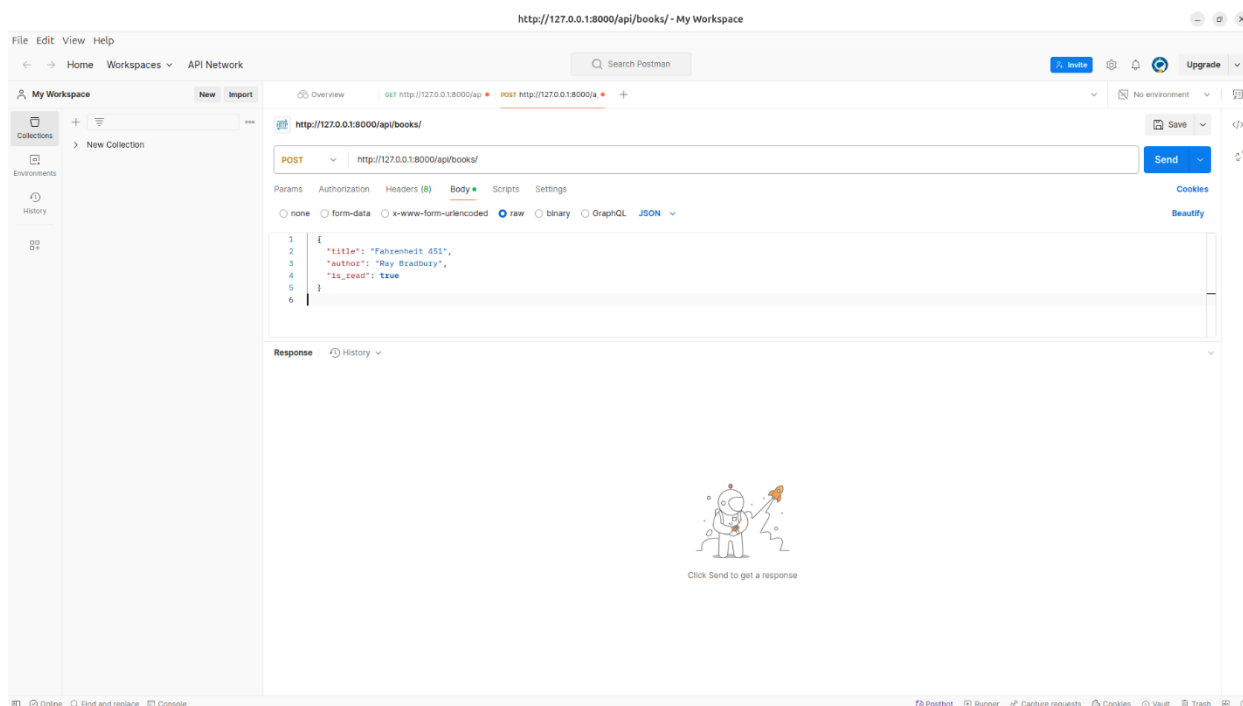 http://127.0.0.1:8000/api/books/ - My Workspace
File Edit View Help
Home Workspaces API Network Search Postman Invite Upgrade
My Workspace New Import Overview GET http://127.0.0.1:8000/ap POST http://127.0.0.1:8000/a No environment
Collections
New Collection
Environments
History
http://127.0.0.1:8000/api/books/ Save
POST http://127.0.0.1:8000/api/books/ Send
Params Authorization Headers (8) Body Scripts Settings Cookies
none form-data x-www-form-urlencoded raw binary GraphQL JSON Beautify
1 {
2 "title": "Fahrenheit 451",
3 "author": "Ray Bradbury",
4 "is_read": true
5 }
6
Response History
Click Send to get a response
Online Find and replace Console Postbot Runner Capture requests Cookies Vault Trash